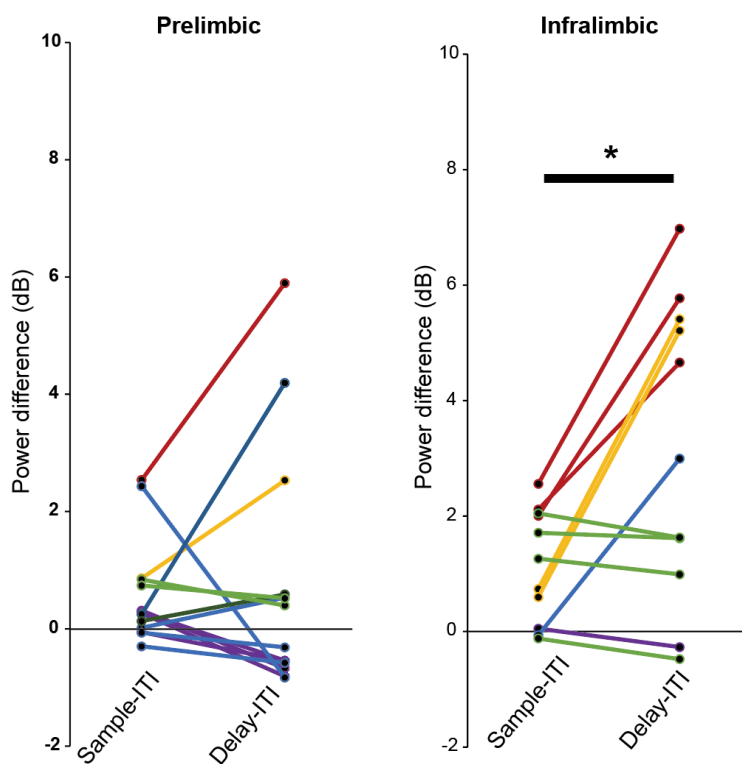 Prelimbic
10
8
6
4
2
0
-2
Power difference (dB)
Sample-ITI
Delay-ITI
Infralimbic
10
8
6
4
2
0
-2
Power difference (dB)
*
Sample-ITI
Delay-ITI